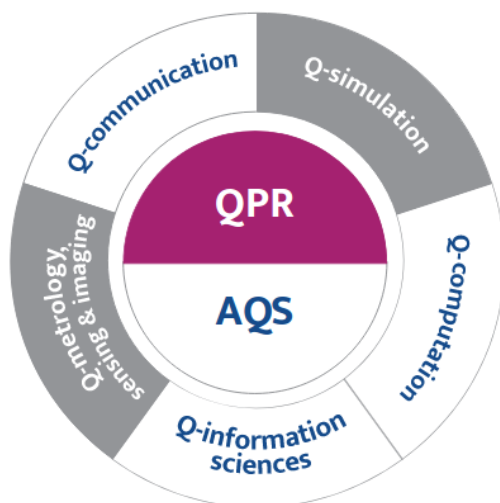 Q-communication
Q-simulation
QPR
AQS
Q-computation
Q-metrology,
sensing & imaging
Q-information
sciences